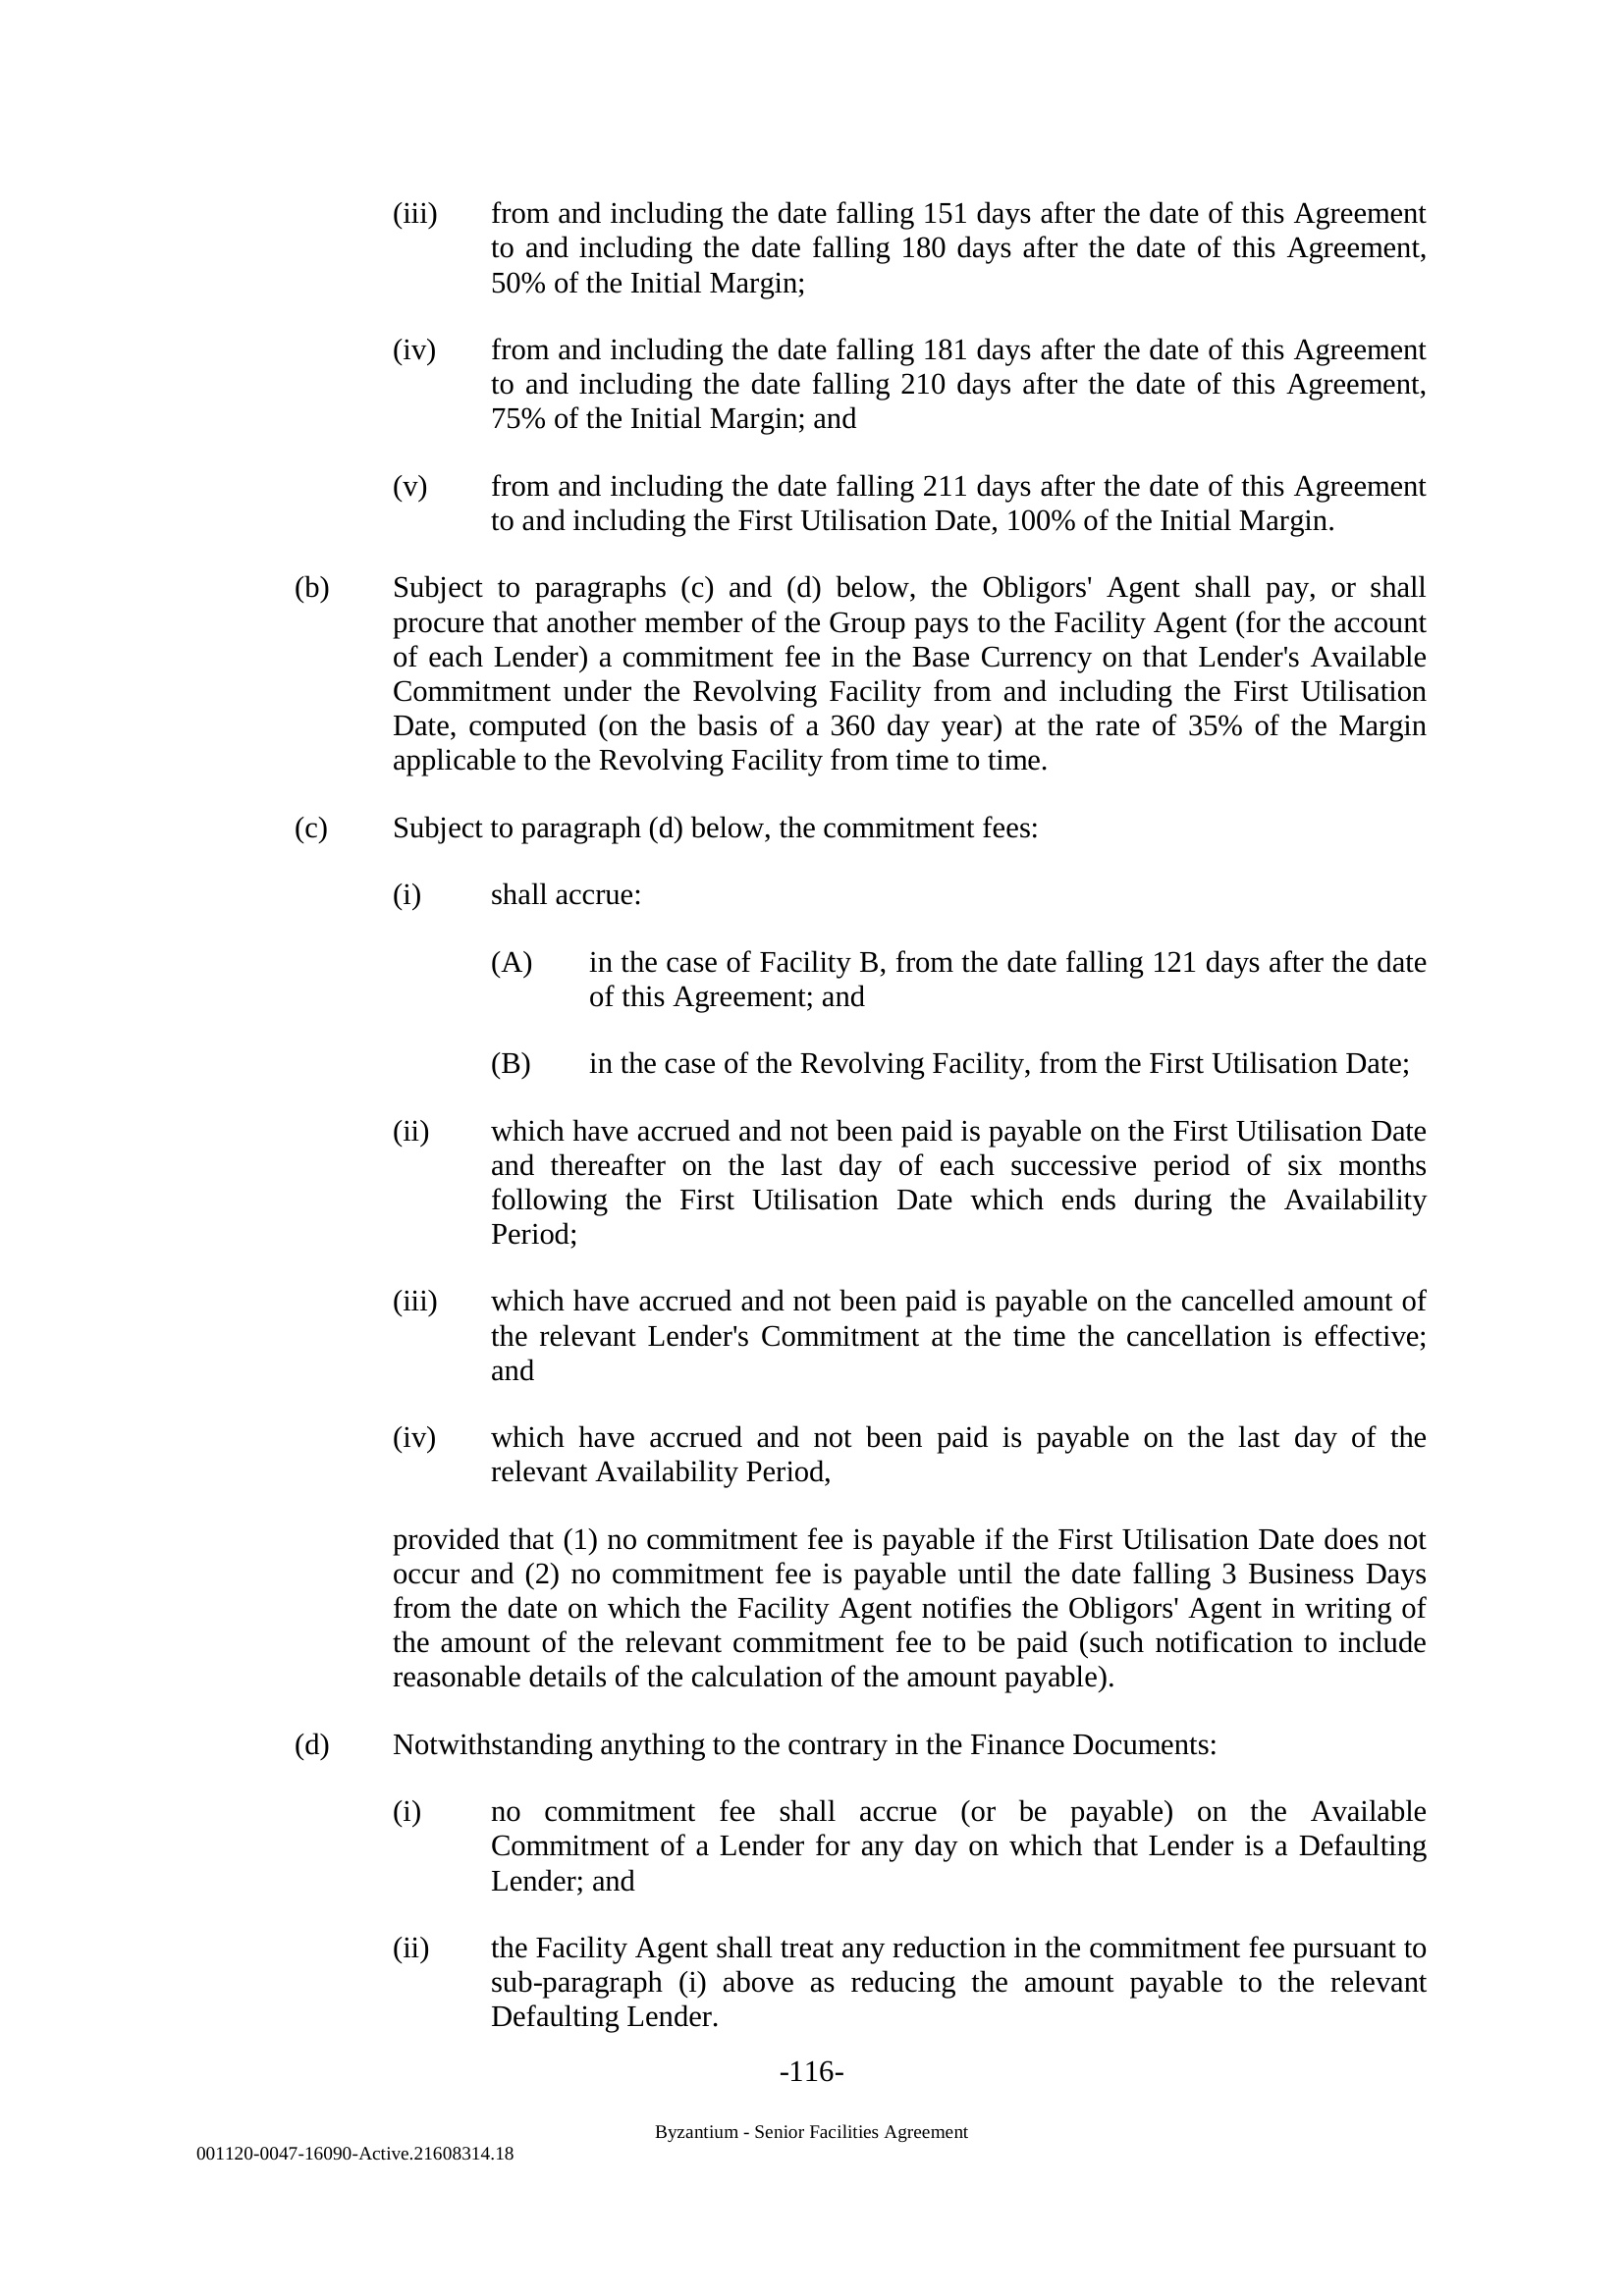 (iii) from and including the date falling 151 days after the date of this Agreement
to and including the date falling 180 days after the date of this Agreement,
50% of the Initial Margin;
(iv) from and including the date falling 181 days after the date of this Agreement
to and including the date falling 210 days after the date of this Agreement,
75% of the Initial Margin; and
(v) from and including the date falling 211 days after the date of this Agreement
to and including the First Utilisation Date, 100% of the Initial Margin.
(b) Subject to paragraphs (c) and (d) below, the Obligors' Agent shall pay, or shall
procure that another member of the Group pays to the Facility Agent (for the account
of each Lender) a commitment fee in the Base Currency on that Lender's Available
Commitment under the Revolving Facility from and including the First Utilisation
Date, computed (on the basis of a 360 day year) at the rate of 35% of the Margin
applicable to the Revolving Facility from time to time.
(c) Subject to paragraph (d) below, the commitment fees:
(i) shall accrue:
(A) in the case of Facility B, from the date falling 121 days after the date
of this Agreement; and
(B) in the case of the Revolving Facility, from the First Utilisation Date;
(ii) which have accrued and not been paid is payable on the First Utilisation Date
and thereafter on the last day of each successive period of six months
following the First Utilisation Date which ends during the Availability
Period;
(iii) which have accrued and not been paid is payable on the cancelled amount of
the relevant Lender's Commitment at the time the cancellation is effective;
and
(iv) which have accrued and not been paid is payable on the last day of the
relevant Availability Period,
provided that (1) no commitment fee is payable if the First Utilisation Date does not
occur and (2) no commitment fee is payable until the date falling 3 Business Days
from the date on which the Facility Agent notifies the Obligors' Agent in writing of
the amount of the relevant commitment fee to be paid (such notification to include
reasonable details of the calculation of the amount payable).
(d) Notwithstanding anything to the contrary in the Finance Documents:
(i) no commitment fee shall accrue (or be payable) on the Available
Commitment of a Lender for any day on which that Lender is a Defaulting
Lender; and
(ii) the Facility Agent shall treat any reduction in the commitment fee pursuant to
sub-paragraph (i) above as reducing the amount payable to the relevant
Defaulting Lender.
-116-
Byzantium - Senior Facilities Agreement
001120-0047-16090-Active.21608314.18